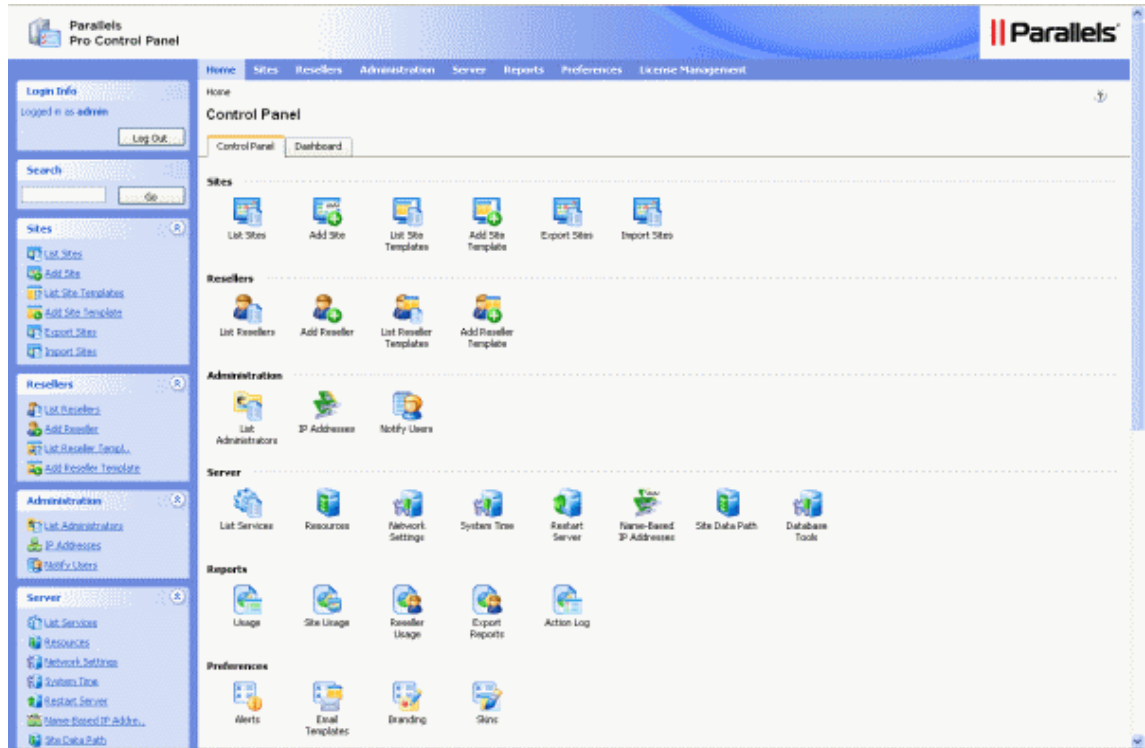 Parallels
Pro Control Panel
Parallels
Home Sites Resellers Administration Server Reports Preferences License Management
Login Info
Logged in as admin
Log Out
Search
Go
Sites
List Sites
Add Site
List Site Templates
Add Site Template
Export Sites
Import Sites
Resellers
List Resellers
Add Reseller
List Reseller Templ..
Add Reseller Template
Administration
List Administrators
IP Addresses
Notify Users
Server
List Services
Resources
Network Settings
System Time
Restart Server
Name-Based IP Addre..
Site Data Path
Home
Control Panel
Control Panel Dashboard
Sites
List Sites Add Site List Site Templates Add Site Template Export Sites Import Sites
Resellers
List Resellers Add Reseller List Reseller Templates Add Reseller Template
Administration
List Administrators IP Addresses Notify Users
Server
List Services Resources Network Settings System Time Restart Server Name-Based IP Addresses Site Data Path Database Tools
Reports
Usage Site Usage Reseller Usage Export Reports Action Log
Preferences
Alerts Email Templates Branding Skins